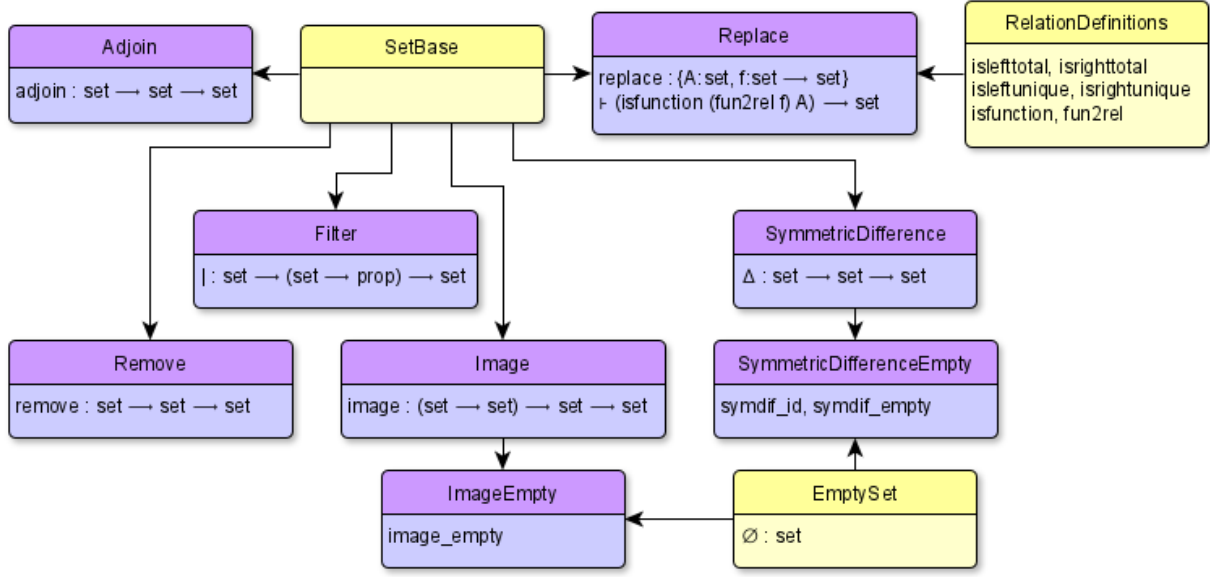 Adjoin
adjoin : set ⟶ set ⟶ set
SetBase
Replace
replace : {A:set, f:set ⟶ set}
⊦ (isfunction (fun2rel f) A) ⟶ set
RelationDefinitions
islefttotal, isrighttotal
isleftunique, isrightunique
isfunction, fun2rel
Filter
| : set ⟶ (set ⟶ prop) ⟶ set
SymmetricDifference
Δ : set ⟶ set ⟶ set
Remove
remove : set ⟶ set ⟶ set
Image
image : (set ⟶ set) ⟶ set ⟶ set
SymmetricDifferenceEmpty
symdif_id, symdif_empty
ImageEmpty
image_empty
EmptySet
∅ : set